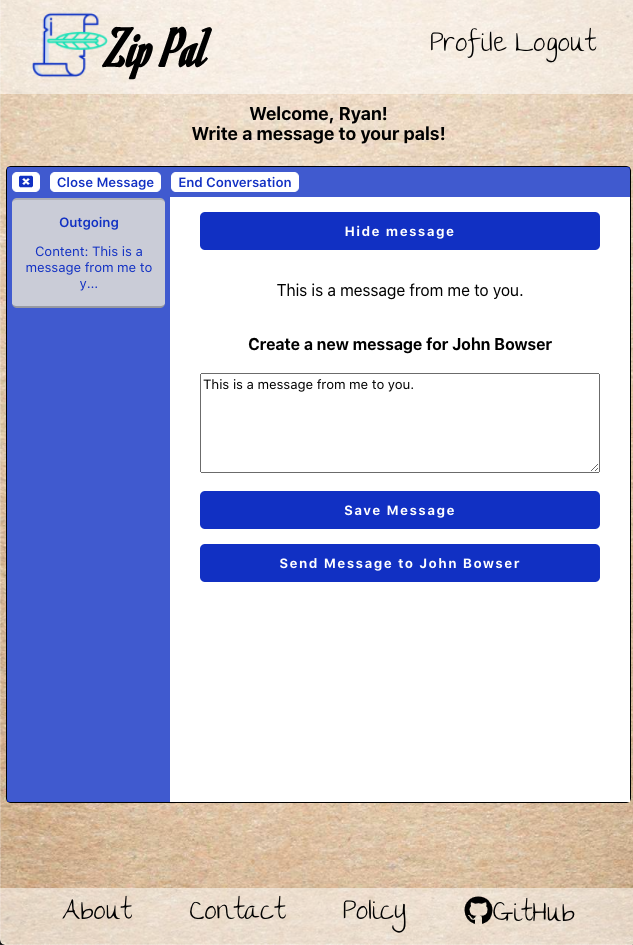 Zip Pal
Profile Logout
Welcome, Ryan!
Write a message to your pals!
Close Message End Conversation
Outgoing
Content: This is a
message from me to
y...
Hide message
This is a message from me to you.
Create a new message for John Bowser
This is a message from me to you.
Save Message
Send Message to John Bowser
About Contact Policy GitHub